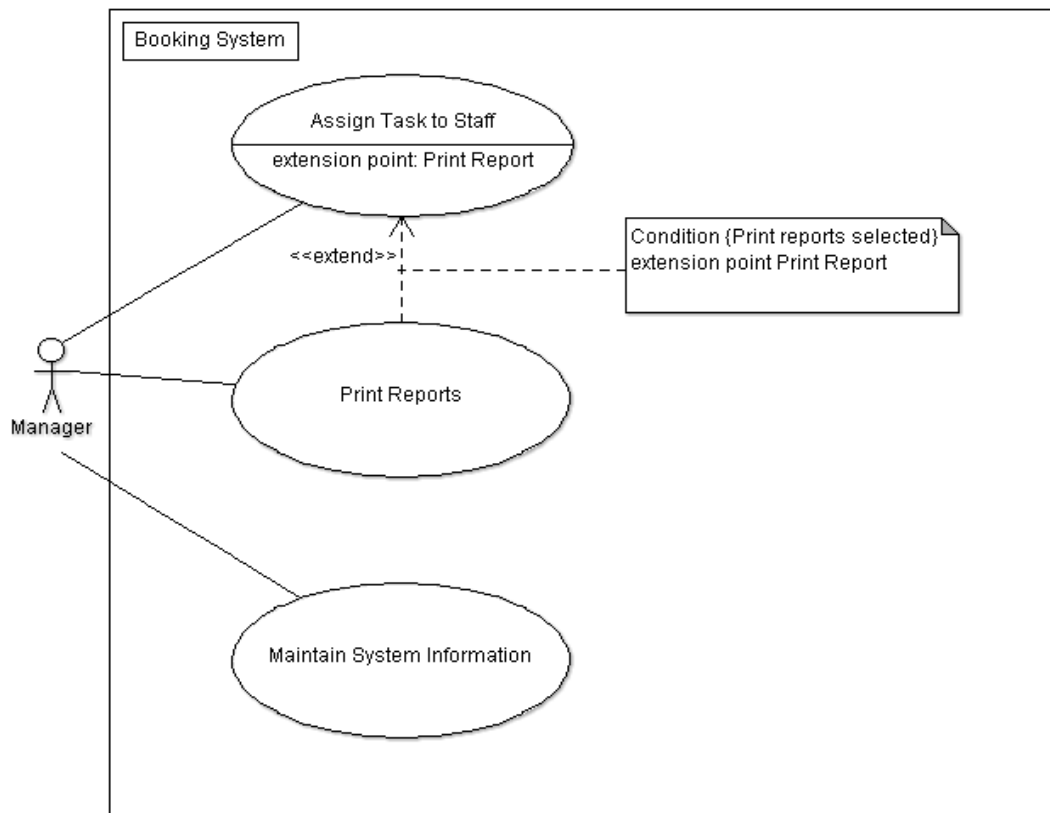 Booking System
Assign Task to Staff
extension point: Print Report
<<extend>>
Condition {Print reports selected}
extension point Print Report
Print Reports
Manager
Maintain System Information